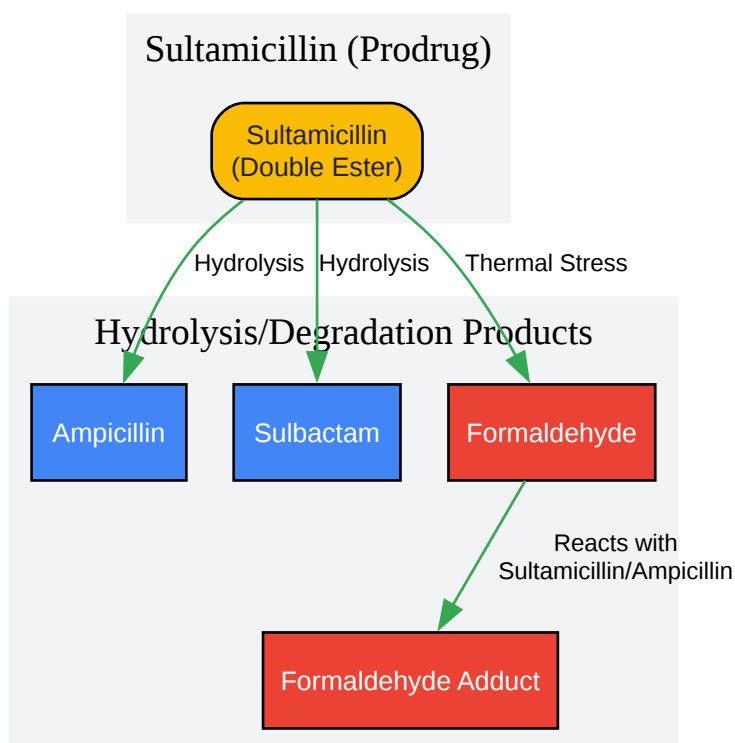 Sultamicillin (Prodrug)
Sultamicillin
(Double Ester)
Hydrolysis
Hydrolysis
Thermal Stress
Hydrolysis/Degradation Products
Ampicillin
Sulbactam
Formaldehyde
Reacts with
Sultamicillin/Ampicillin
Formaldehyde Adduct